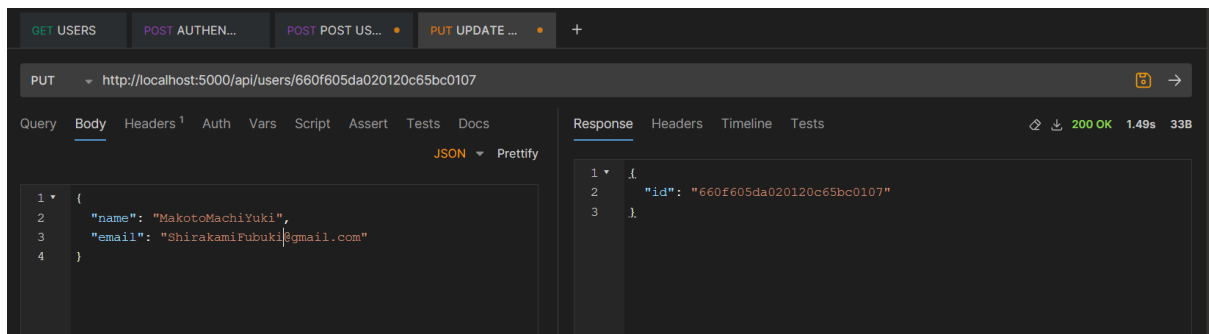 GET USERS POST AUTHEN... POST POST US... PUT UPDATE ... +
PUT http://localhost:5000/api/users/660f605da020120c65bc0107
Query Body Headers 1 Auth Vars Script Assert Tests Docs
JSON Prettify
1 {
2 "name": "MakotoMachiYuki",
3 "email": "ShirakamiFubuki@gmail.com"
4 }
Response Headers Timeline Tests 200 OK 1.49s 33B
1 {
2 "id": "660f605da020120c65bc0107"
3 }